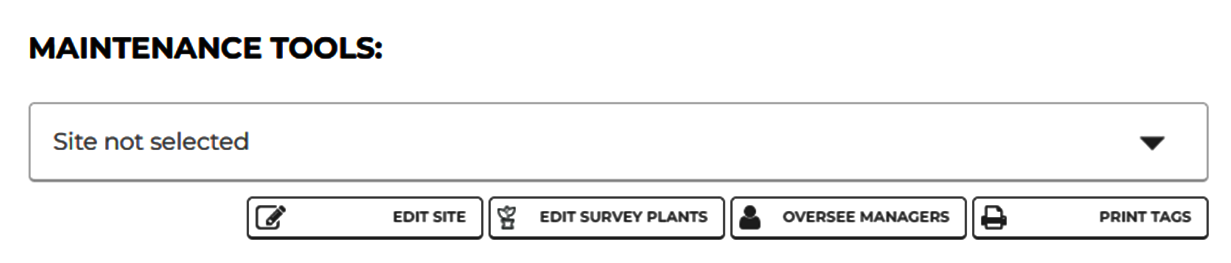 MAINTENANCE TOOLS:
Site not selected
EDIT SITE EDIT SURVEY PLANTS OVERSEE MANAGERS PRINT TAGS